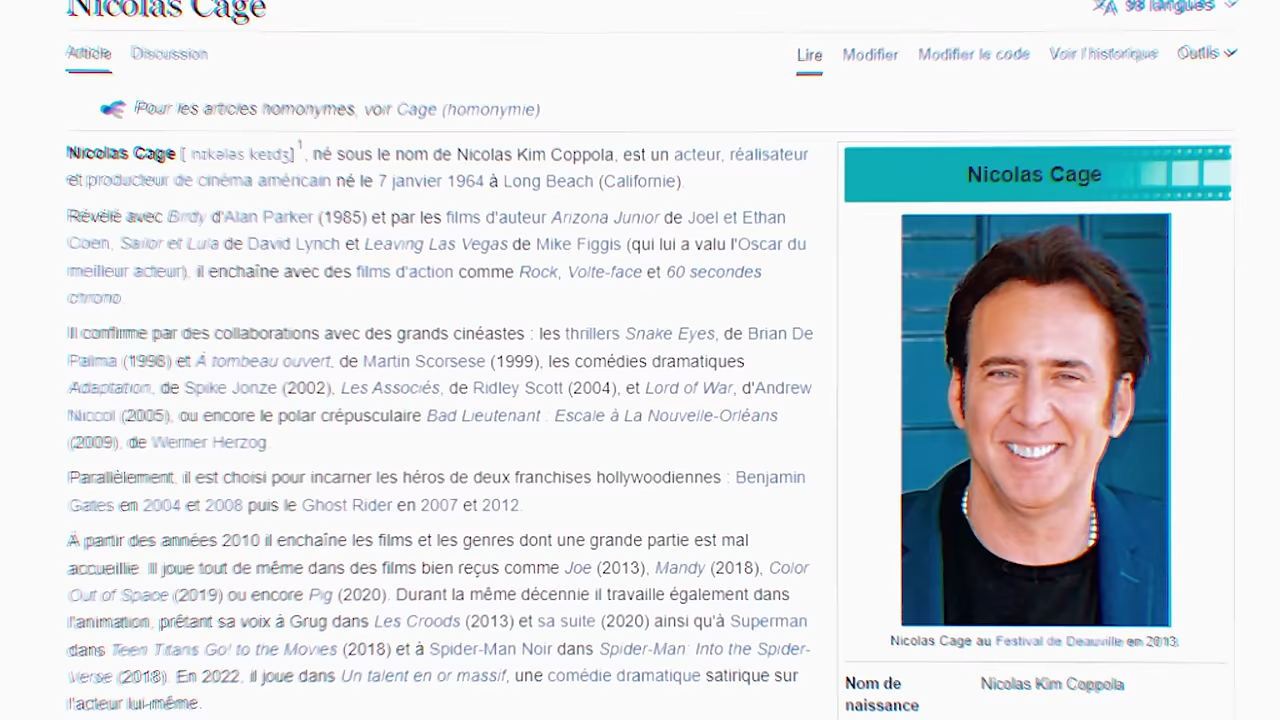 Nicolas Cage
98 langues
Article Discussion Lire Modifier Modifier le code Voir l'historique Outils
Pour les articles homonymes, voir Cage (homonymie)
Nicolas Cage [ˈnɪkələs keɪdʒ]1, né sous le nom de Nicolas Kim Coppola, est un acteur, réalisateur
et producteur de cinéma américain né le 7 janvier 1964 à Long Beach (Californie).
Révélé avec Birdy d'Alan Parker (1985) et par les films d'auteur Arizona Junior de Joel et Ethan
Coen, Sailor et Lula de David Lynch et Leaving Las Vegas de Mike Figgis (qui lui a valu l'Oscar du
meilleur acteur), il enchaîne avec des films d'action comme Rock, Volte-face et 60 secondes
chrono.
Il confirme par des collaborations avec des grands cinéastes : les thrillers Snake Eyes, de Brian De
Palma (1998) et À tombeau ouvert, de Martin Scorsese (1999), les comédies dramatiques
Adaptation, de Spike Jonze (2002), Les Associés, de Ridley Scott (2004), et Lord of War, d'Andrew
Niccol (2005), ou encore le polar crépusculaire Bad Lieutenant : Escale à La Nouvelle-Orléans
(2009), de Werner Herzog.
Parallèlement, il est choisi pour incarner les héros de deux franchises hollywoodiennes : Benjamin
Gates en 2004 et 2008 puis le Ghost Rider en 2007 et 2012.
À partir des années 2010 il enchaîne les films et les genres dont une grande partie est mal
accueillie. Il joue tout de même dans des films bien reçus comme Joe (2013), Mandy (2018), Color
Out of Space (2019) ou encore Pig (2020). Durant la même décennie il travaille également dans
l'animation, prêtant sa voix à Grug dans Les Croods (2013) et sa suite (2020) ainsi qu'à Superman
dans Teen Titans Go! to the Movies (2018) et à Spider-Man Noir dans Spider-Man: Into the Spider-
Verse (2018). En 2022, il joue dans Un talent en or massif, une comédie dramatique satirique sur
l'acteur lui-même.
Nicolas Cage
Nicolas Cage au Festival de Deauville en 2013.
Nom de Nicolas Kim Coppola
naissance